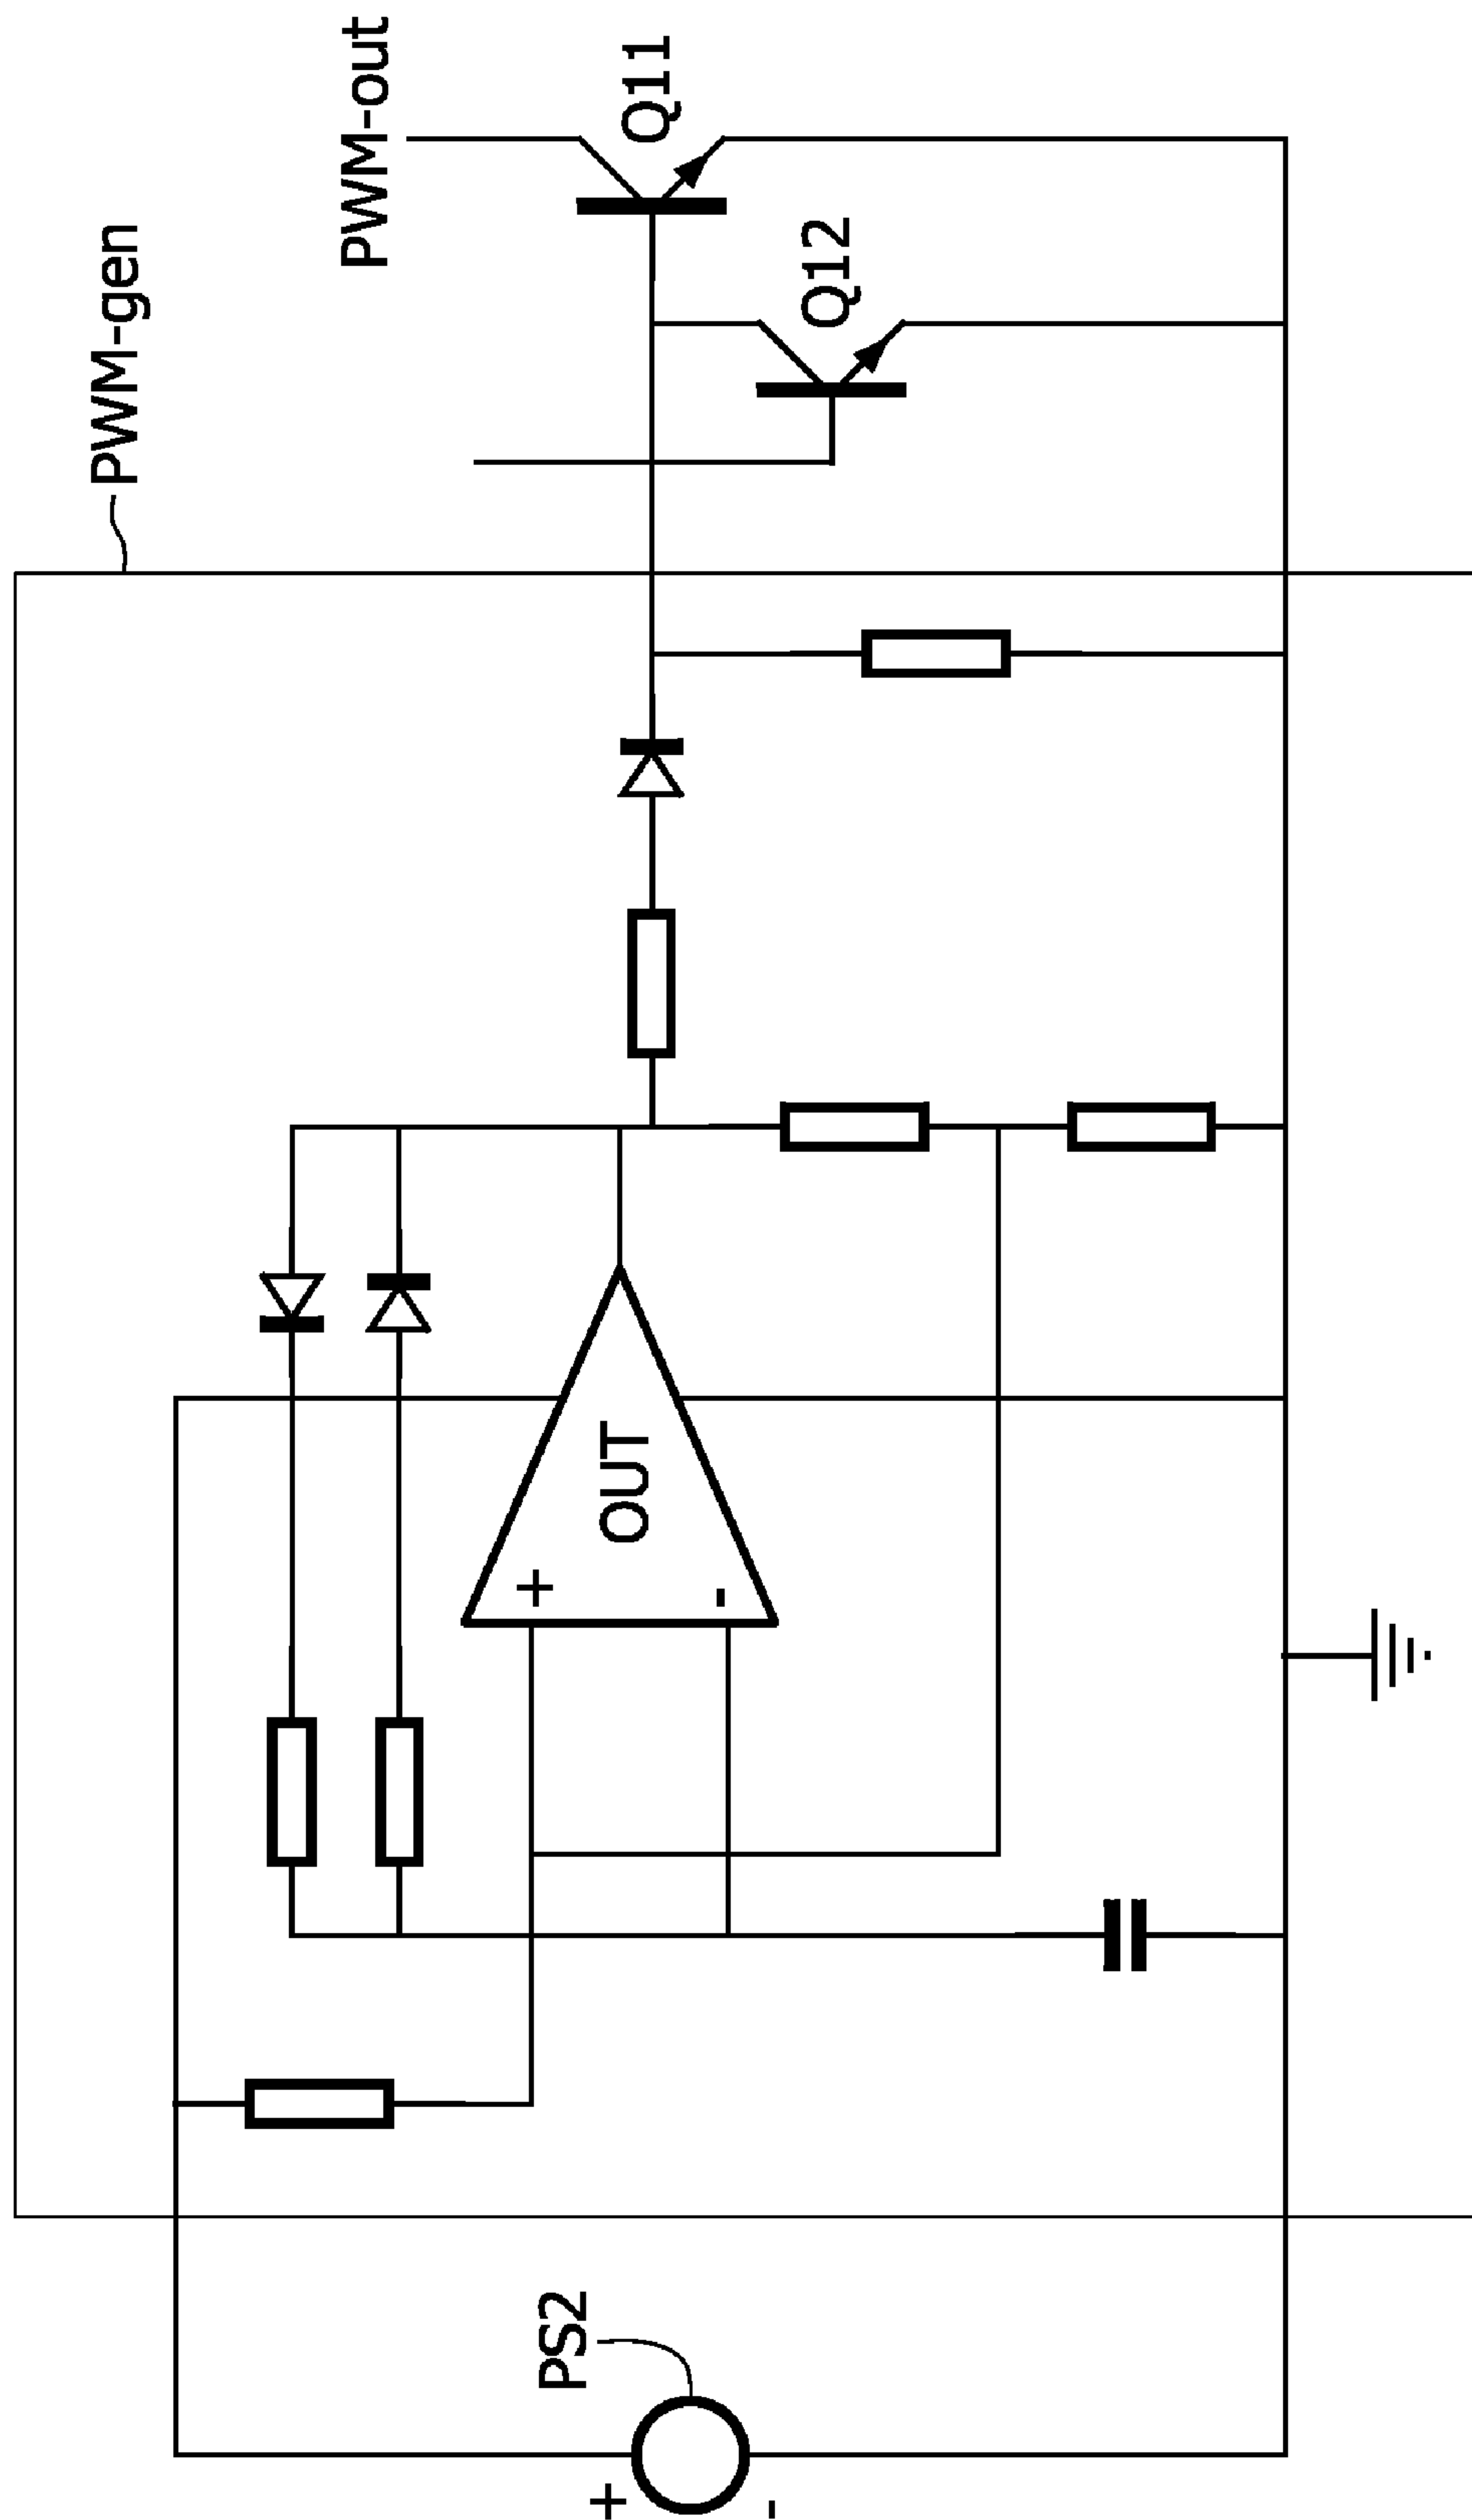 PWM-gen
PWM-out
Q11
Q12
OUT
+
-
PS2
+
-